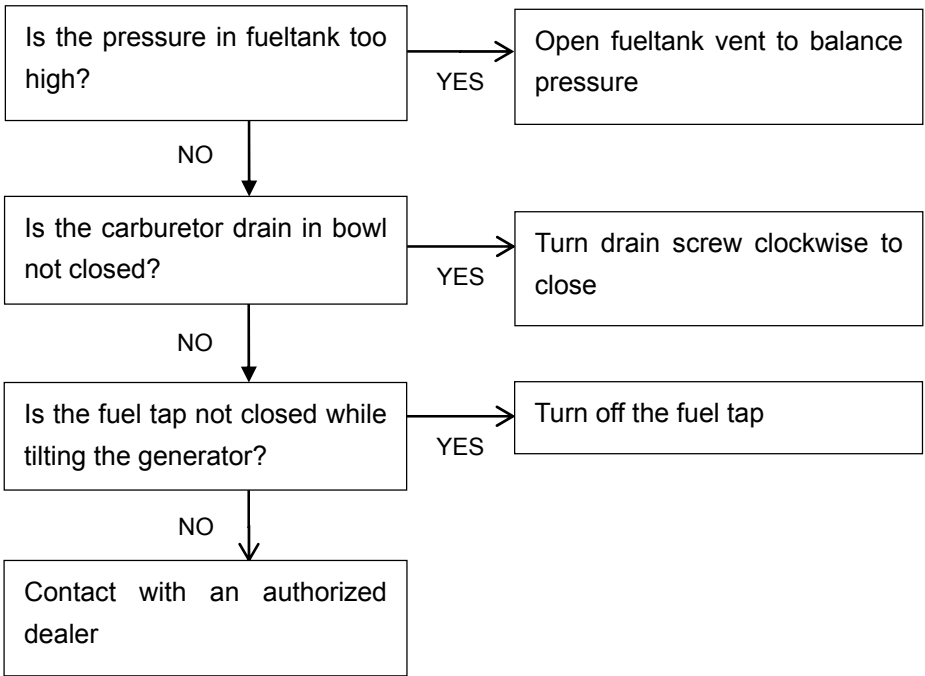 Is the pressure in fueltank too
high?
YES
Open fueltank vent to balance
pressure
NO
Is the carburetor drain in bowl
not closed?
YES
Turn drain screw clockwise to
close
NO
Is the fuel tap not closed while
tilting the generator?
YES
Turn off the fuel tap
NO
Contact with an authorized
dealer